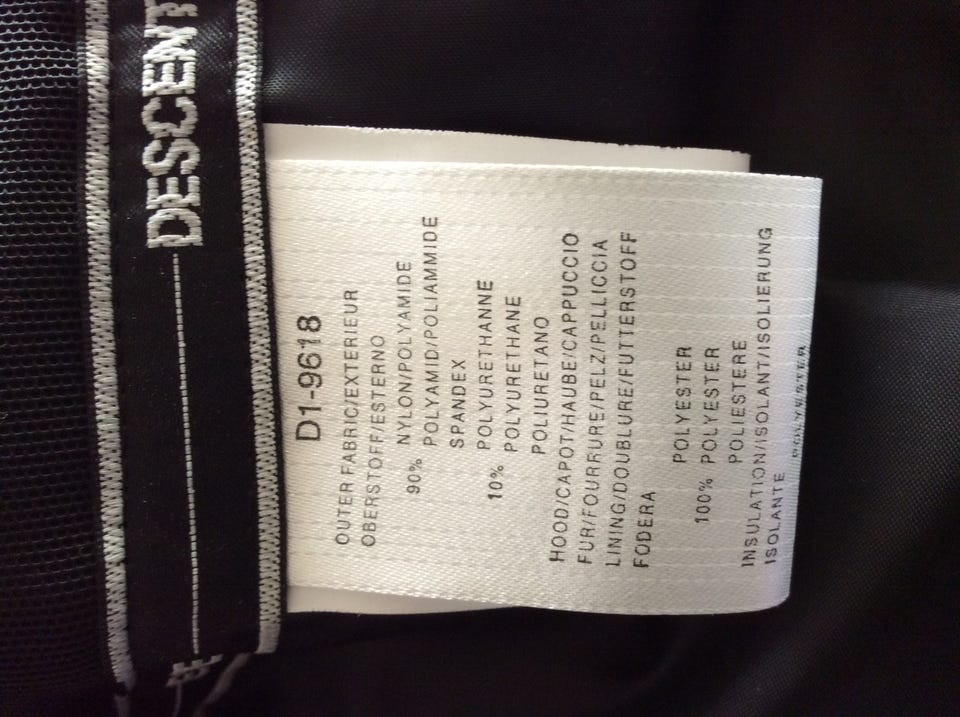 DESCENT
D1-9618
OUTER FABRIC/EXTERIEUR
OBERSTOFF/ESTERNO
NYLON/POLYAMIDE
90% POLYAMID/POLIAMMIDE
SPANDEX
POLYURETHANNE
10% POLYURETHANE
POLIURETANO
HOOD/CAPOT/HAUBE/CAPPUCCIO
FUR/FOURRURE/PELZ/PELLICCIA
LINING/DOUBLURE/FUTTERSTOFF
FODERA
POLYESTER
100% POLYESTER
POLIESTERE
INSULATION/ISOLANT/ISOLIERUNG
ISOLANTE
POLYESTER